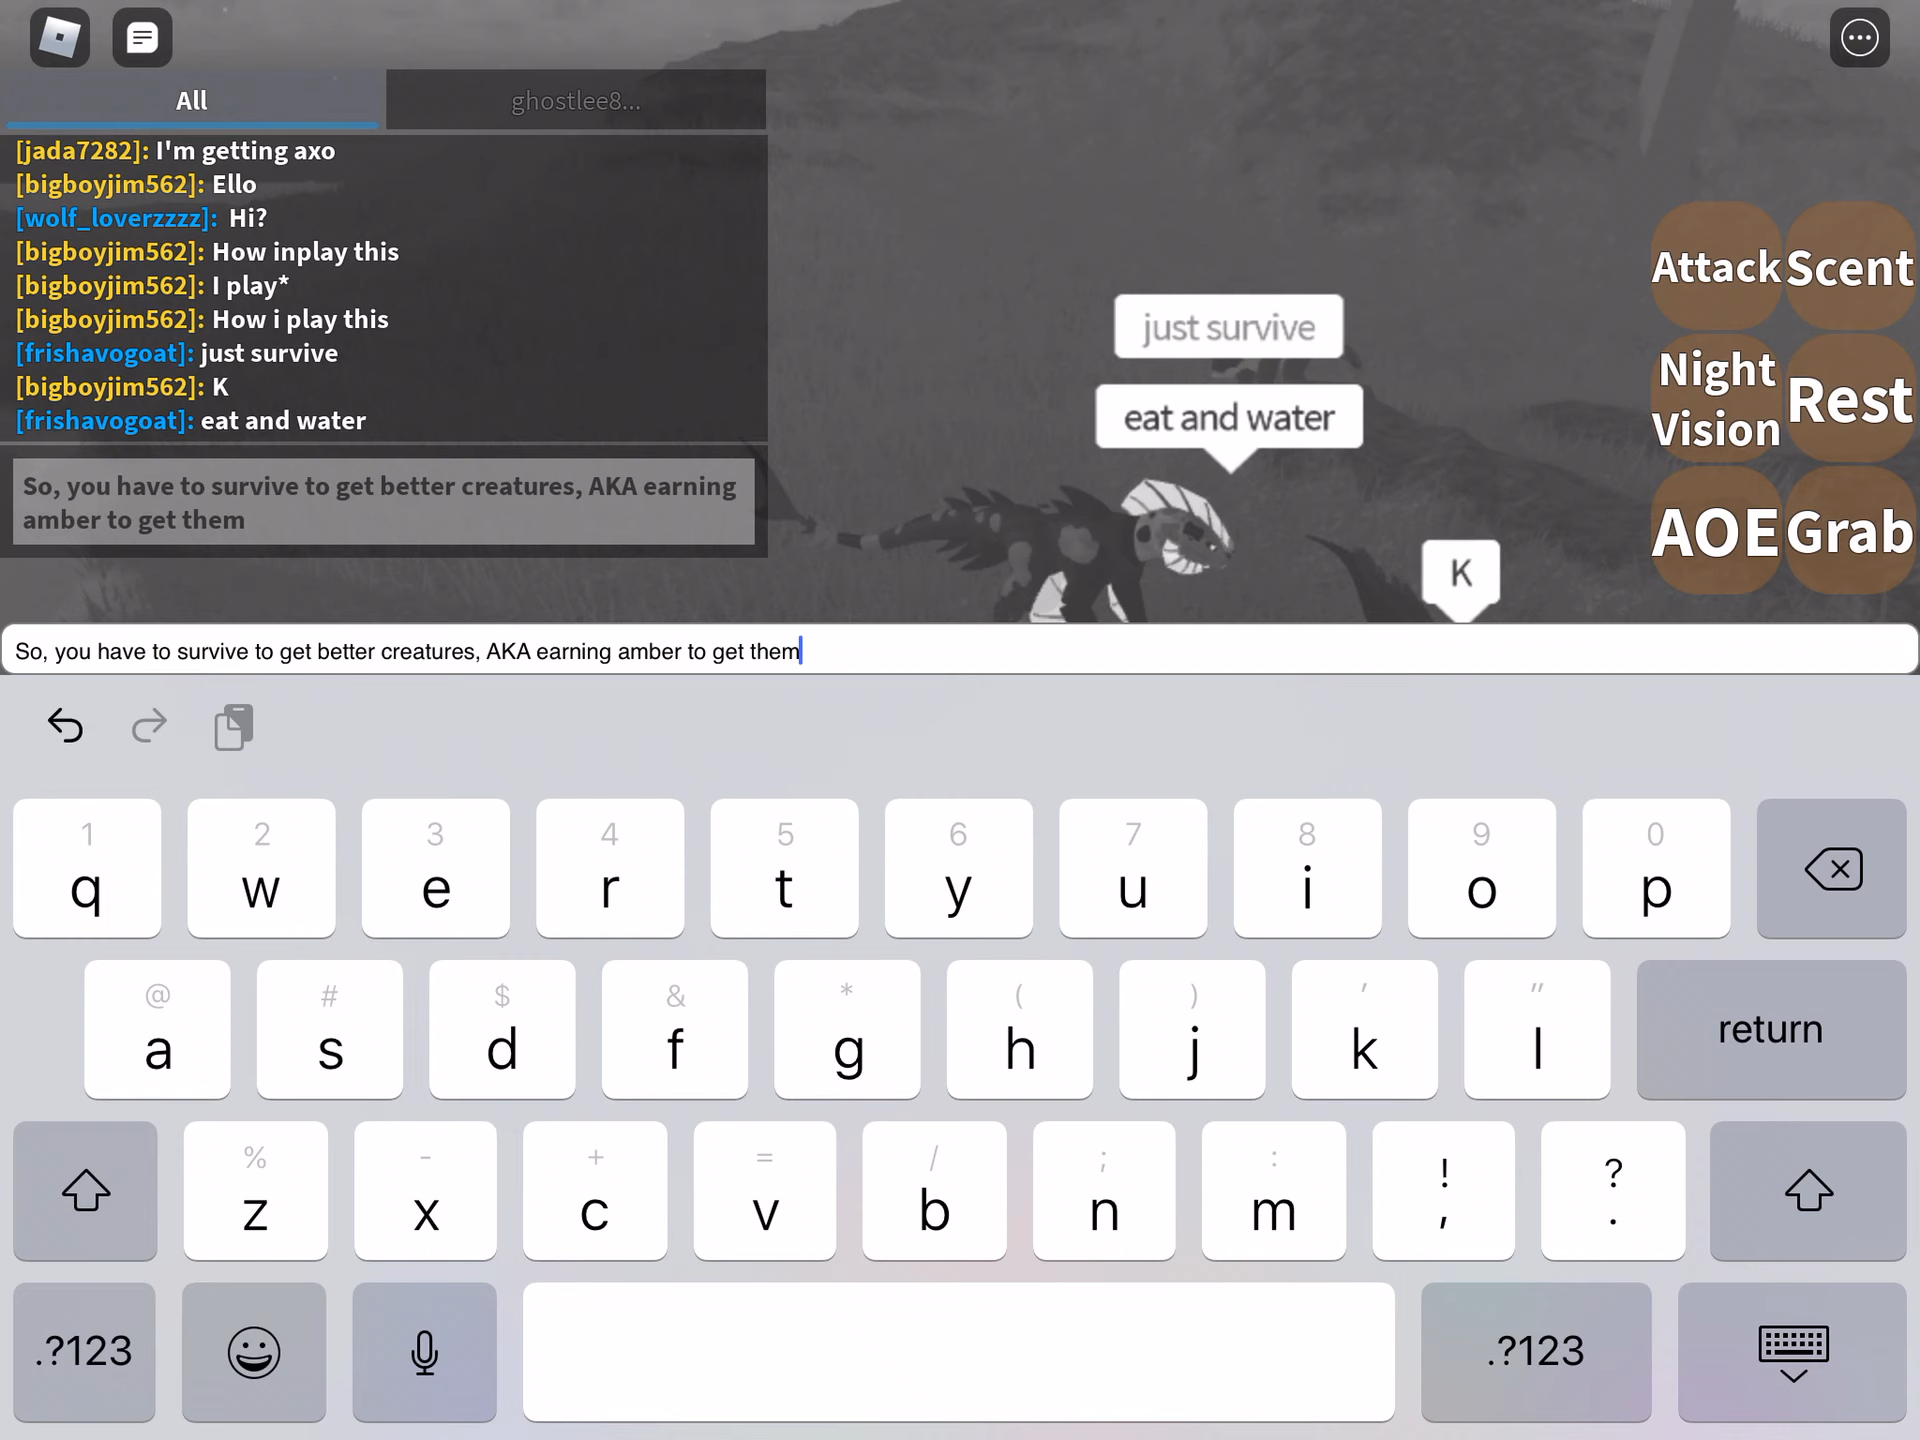 All
ghostlee8...
[jada7282]: I'm getting axo
[bigboyjim562]: Ello
[wolf_loverzzzz]: Hi?
[bigboyjim562]: How inplay this
[bigboyjim562]: I play*
[bigboyjim562]: How i play this
[frishavogoat]: just survive
[bigboyjim562]: K
[frishavogoat]: eat and water
So, you have to survive to get better creatures, AKA earning
amber to get them
just survive
eat and water
K
Attack Scent
Night
Vision
Rest
AOE Grab
So, you have to survive to get better creatures, AKA earning amber to get them
1 2 3 4 5 6 7 8 9 0
q w e r t y u i o p
@ # $ & * ( ) ' "
a s d f g h j k l return
% - + = / ; : ! ?
z x c v b n m , .
.?123 .?123